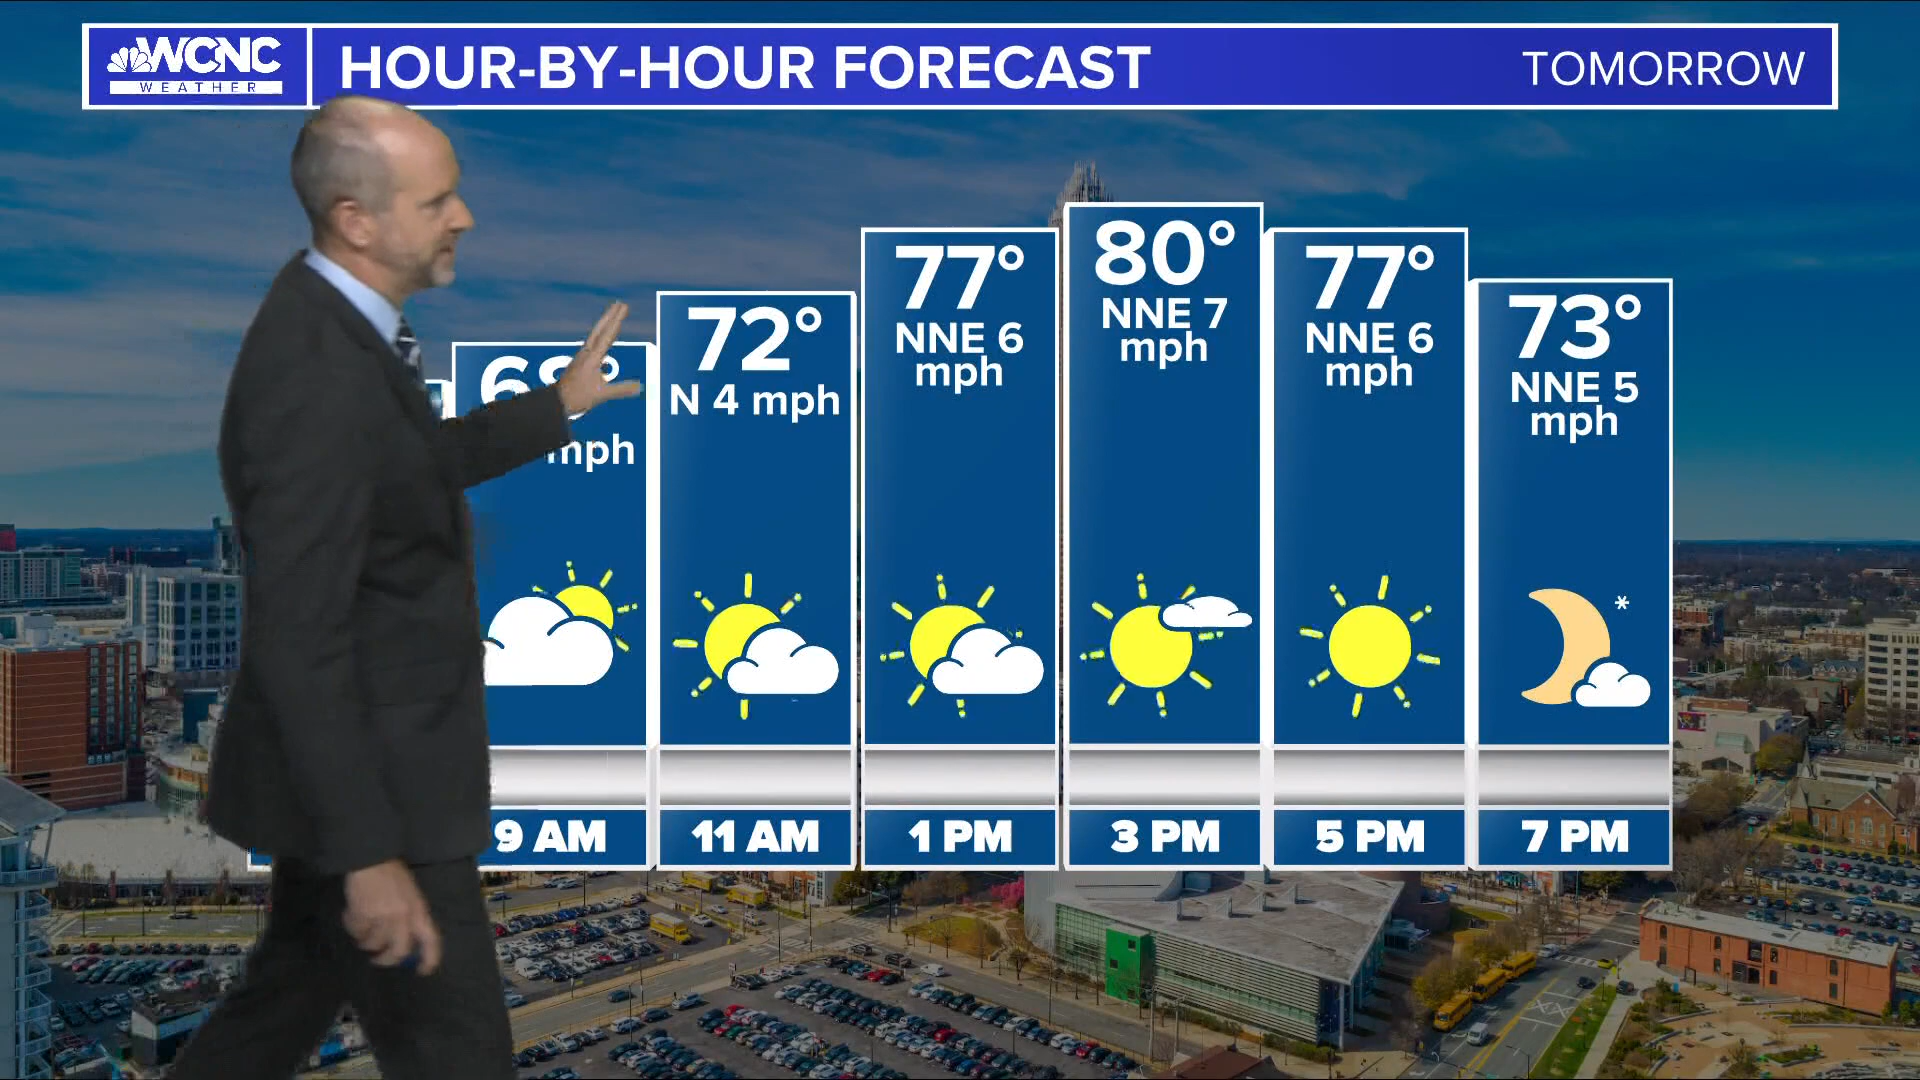 WCNC
WEATHER
HOUR-BY-HOUR FORECAST
TOMORROW
mph
9 AM
72°
N 4 mph
11 AM
77°
NNE 6
mph
1 PM
80°
NNE 7
mph
3 PM
77°
NNE 6
mph
5 PM
73°
NNE 5
mph
7 PM